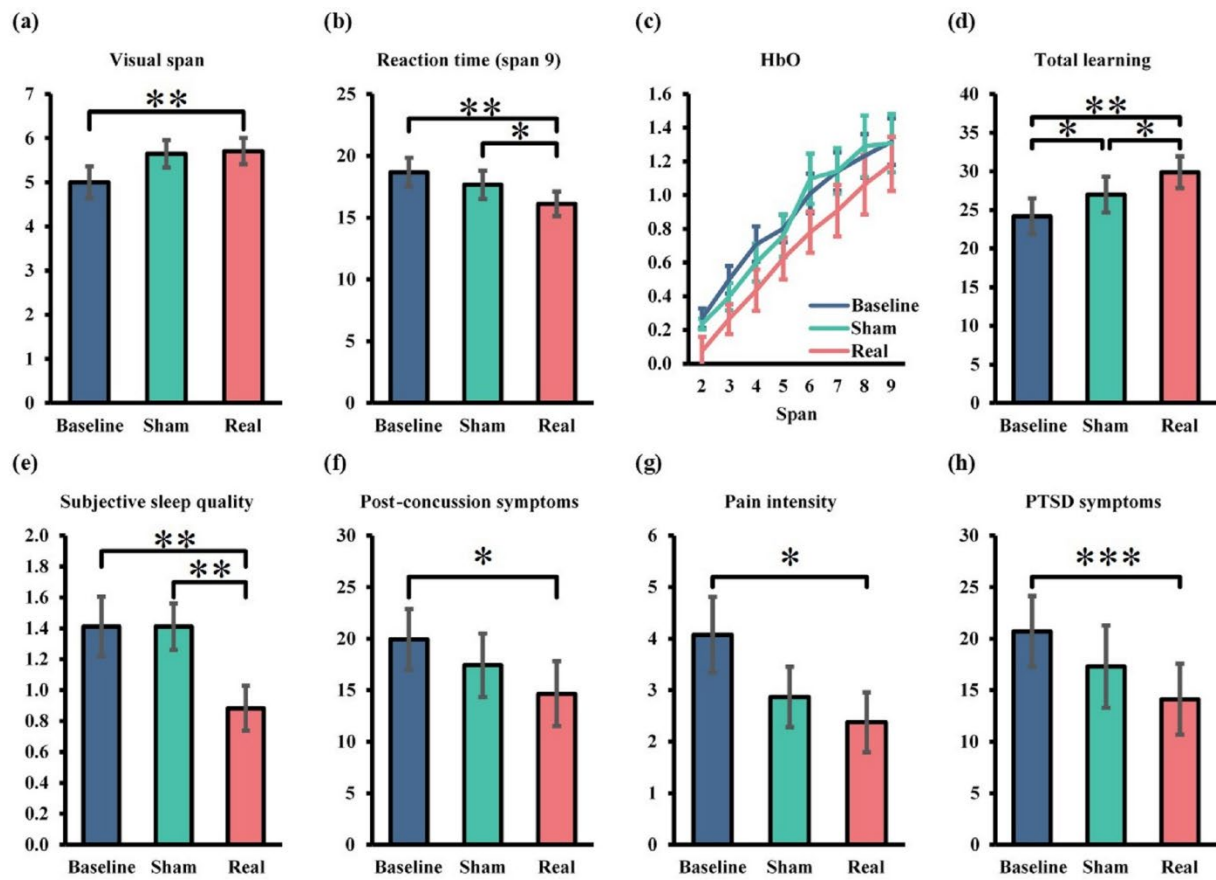 (a)
Visual span
7
6
5
4
3
2
1
0
**
Baseline Sham Real
(b)
Reaction time (span 9)
25
20
15
10
5
0
**
*
Baseline Sham Real
(c)
HbO
1.6
1.4
1.2
1.0
0.8
0.6
0.4
0.2
0.0
Baseline
Sham
Real
2 3 4 5 6 7 8 9
Span
(d)
Total learning
40
35
30
25
20
15
10
5
0
**
* *
Baseline Sham Real
(e)
Subjective sleep quality
2.0
1.8
1.6
1.4
1.2
1.0
0.8
0.6
0.4
0.2
0.0
**
**
Baseline Sham Real
(f)
Post-concussion symptoms
30
25
20
15
10
5
0
*
Baseline Sham Real
(g)
Pain intensity
6
5
4
3
2
1
0
*
Baseline Sham Real
(h)
PTSD symptoms
30
25
20
15
10
5
0
***
Baseline Sham Real